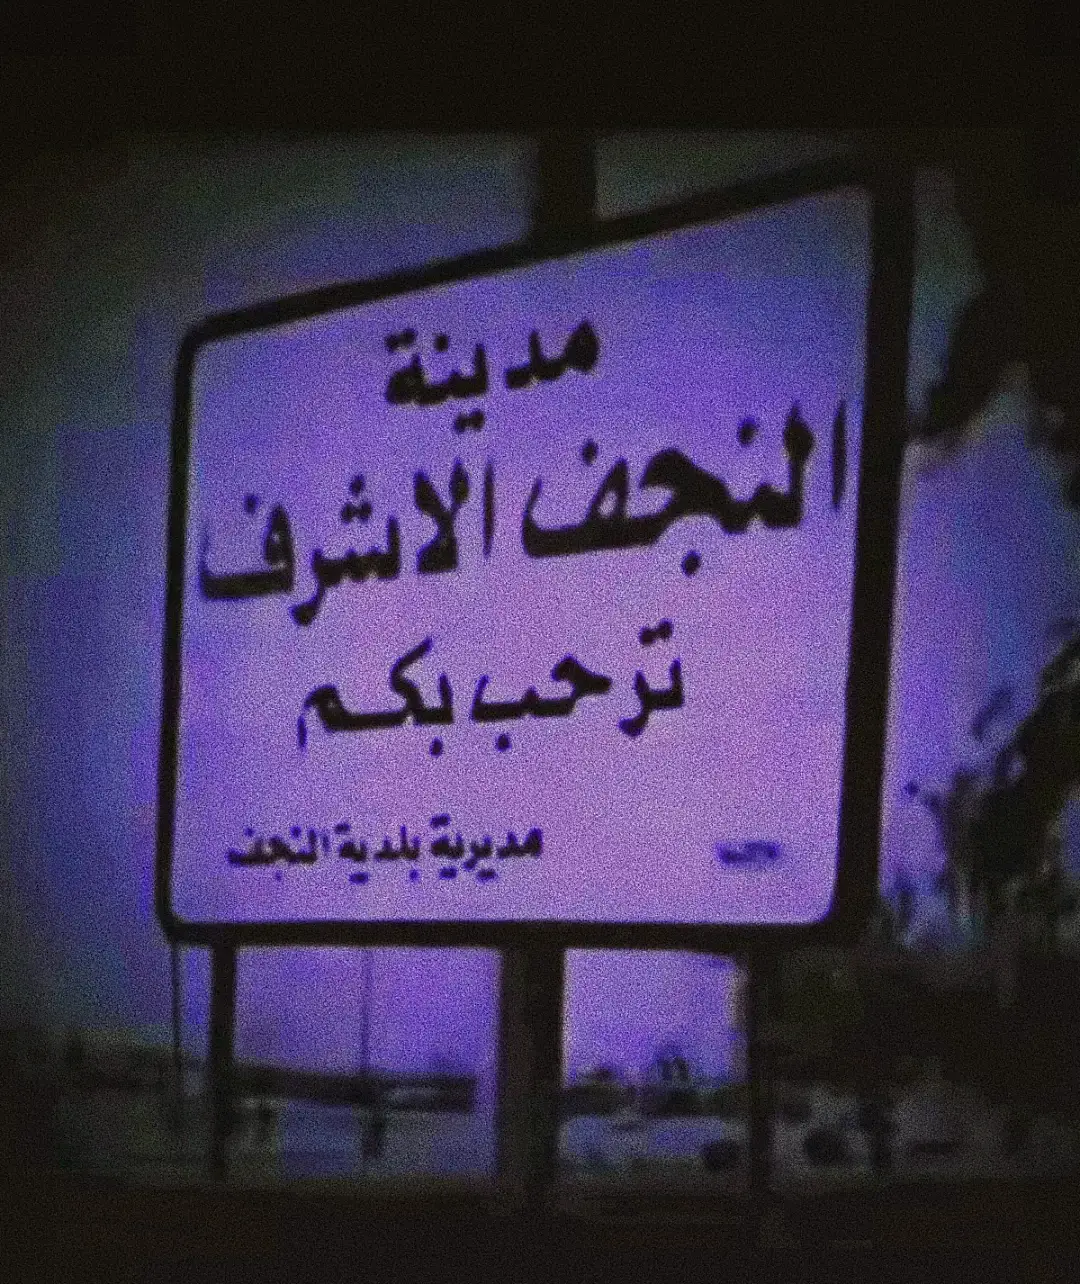 مدينة
النجف الاشرف
ترحب بكم
مديرية بلدية النجف